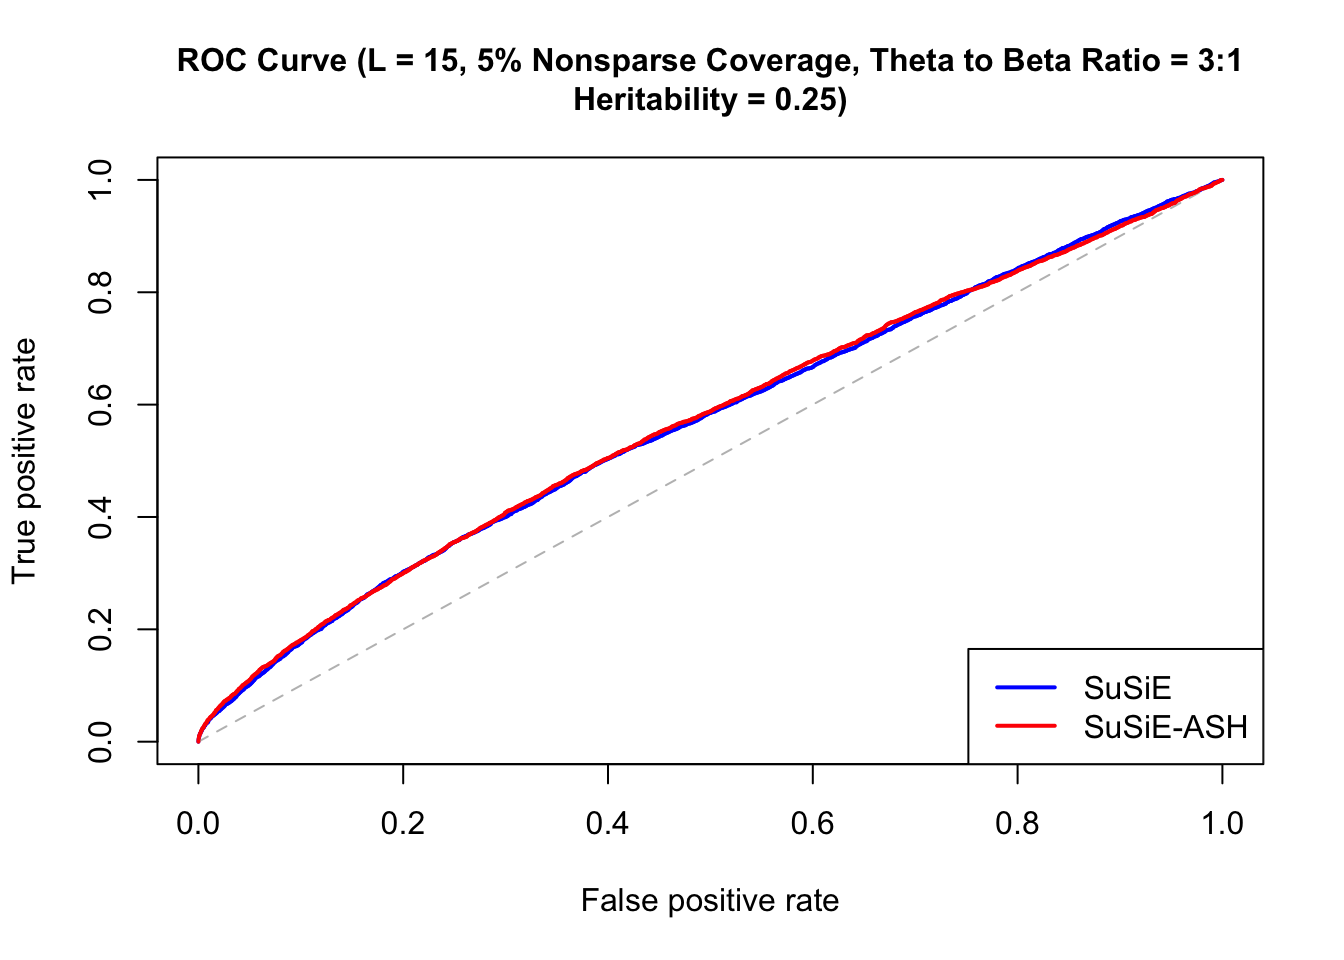 ROC Curve (L = 15, 5% Nonsparse Coverage, Theta to Beta Ratio = 3:1
Heritability = 0.25)
True positive rate
1.0
0.8
0.6
0.4
0.2
0.0
SuSiE
SuSiE-ASH
0.0 0.2 0.4 0.6 0.8 1.0
False positive rate